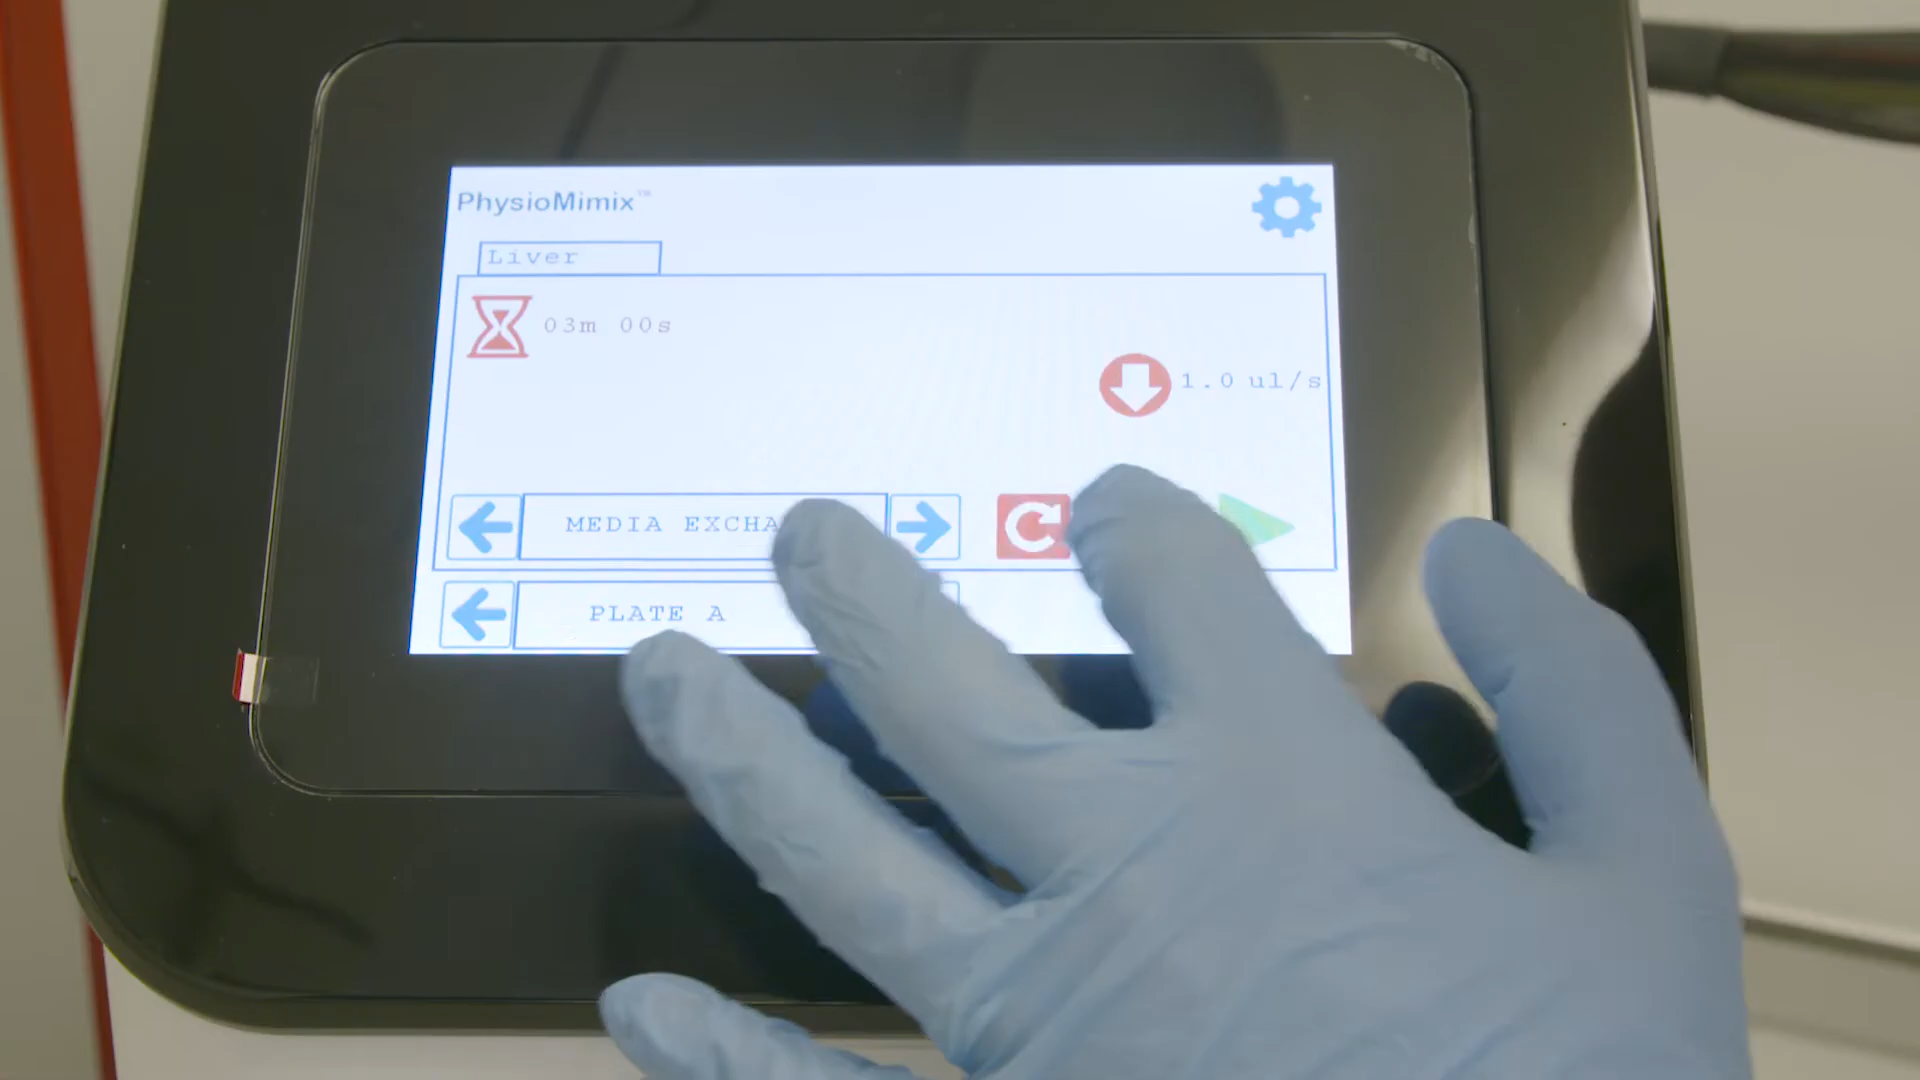 PhysioMimix™
Liver
03m 00s
1.0 ul/s
MEDIA EXCHA
PLATE A